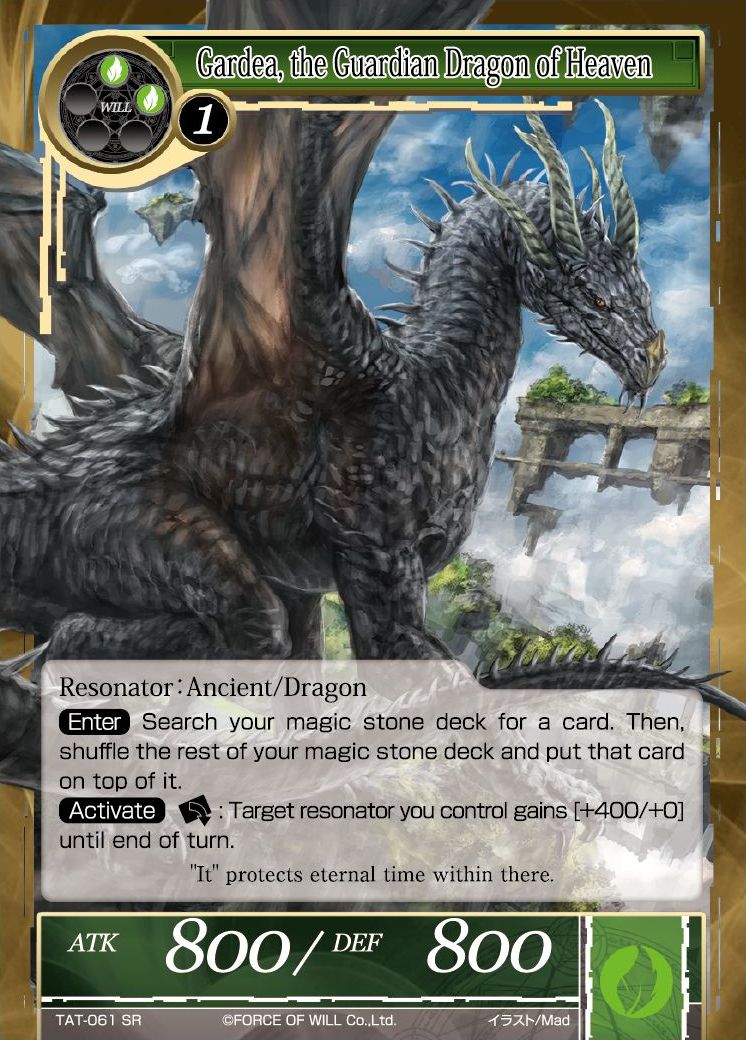 Gardea, the Guardian Dragon of Heaven
WILL
1
Resonator : Ancient/Dragon
Enter Search your magic stone deck for a card. Then,
shuffle the rest of your magic stone deck and put that card
on top of it.
Activate : Target resonator you control gains [+400/+0]
until end of turn.
"It" protects eternal time within there.
ATK 800/ DEF 800
TAT-061 SR ©FORCE OF WILL Co.,Ltd. イラスト/Mad